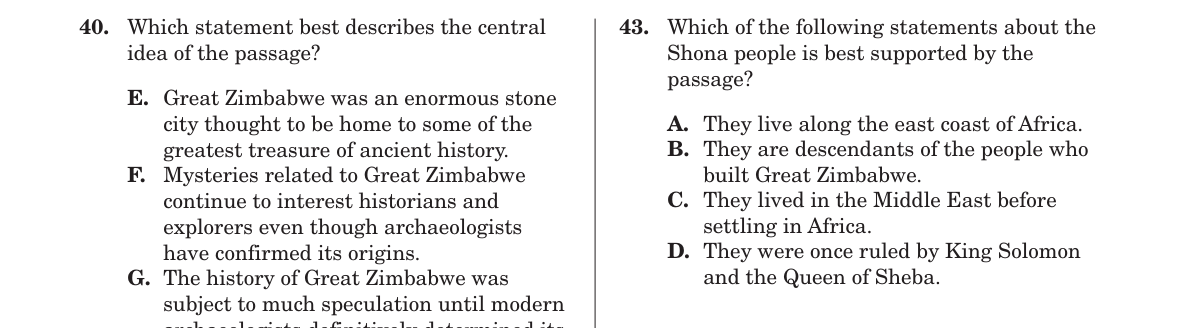 40. Which statement best describes the central
idea of the passage?
E. Great Zimbabwe was an enormous stone
city thought to be home to some of the
greatest treasure of ancient history.
F. Mysteries related to Great Zimbabwe
continue to interest historians and
explorers even though archaeologists
have confirmed its origins.
G. The history of Great Zimbabwe was
subject to much speculation until modern
archaeologists definitively determined its
43. Which of the following statements about the
Shona people is best supported by the
passage?
A. They live along the east coast of Africa.
B. They are descendants of the people who
built Great Zimbabwe.
C. They lived in the Middle East before
settling in Africa.
D. They were once ruled by King Solomon
and the Queen of Sheba.